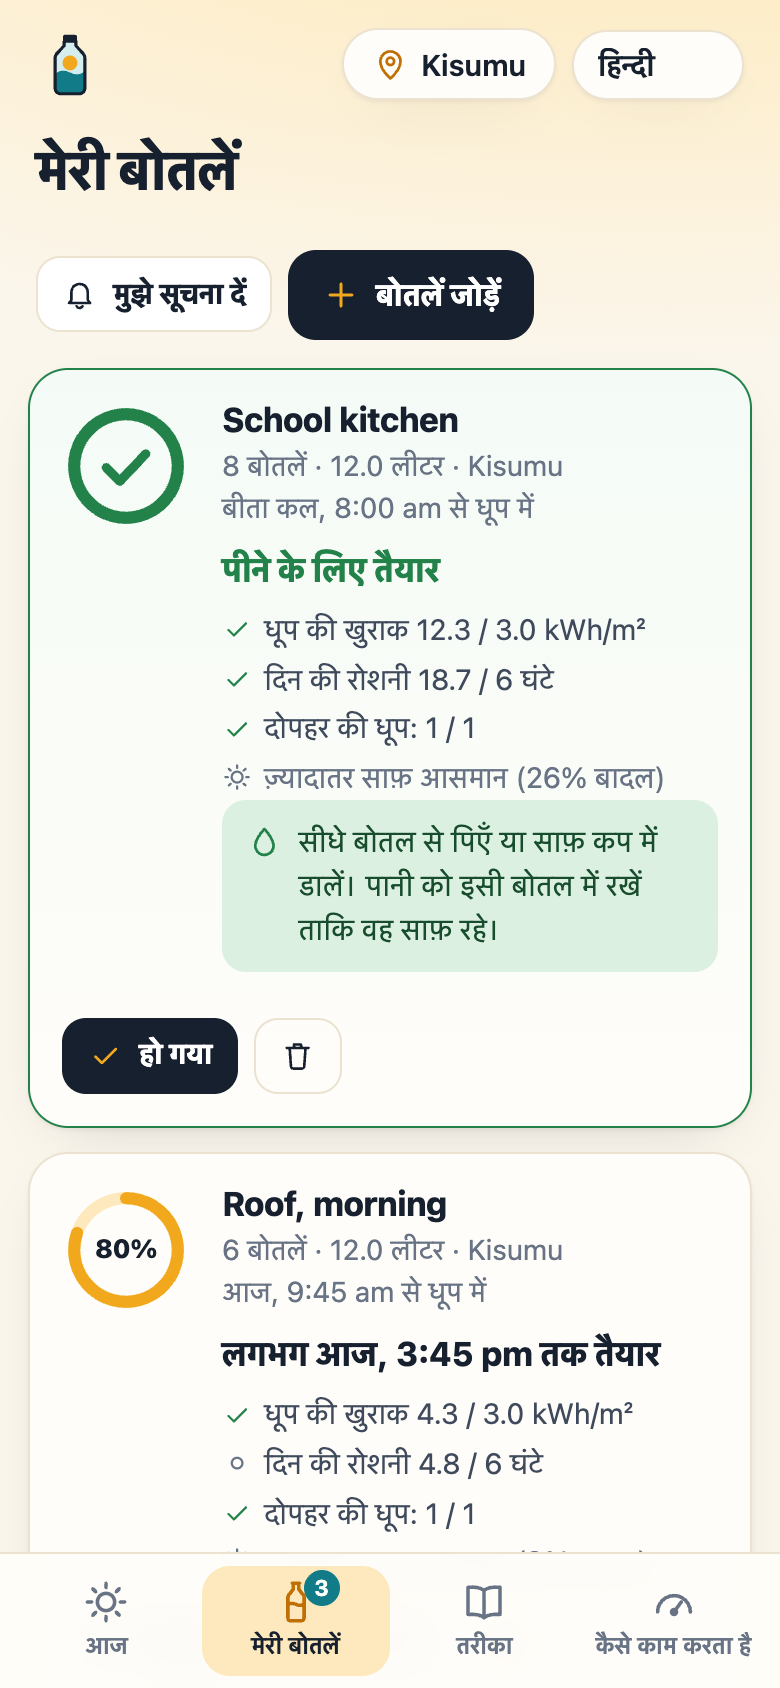 Kisumu
हिन्दी
मेरी बोतलें
मुझे सूचना दें
बोतलें जोड़ें
School kitchen
8 बोतलें · 12.0 लीटर · Kisumu
बीता कल, 8:00 am से धूप में
पीने के लिए तैयार
धूप की खुराक 12.3 / 3.0 kWh/m²
दिन की रोशनी 18.7 / 6 घंटे
दोपहर की धूप: 1 / 1
ज़्यादातर साफ़ आसमान (26% बादल)
सीधे बोतल से पिएँ या साफ़ कप में
डालें। पानी को इसी बोतल में रखें
ताकि वह साफ़ रहे।
हो गया
80%
Roof, morning
6 बोतलें · 12.0 लीटर · Kisumu
आज, 9:45 am से धूप में
लगभग आज, 3:45 pm तक तैयार
धूप की खुराक 4.3 / 3.0 kWh/m²
दिन की रोशनी 4.8 / 6 घंटे
दोपहर की धूप: 1 / 1
3
आज
मेरी बोतलें
तरीका
कैसे काम करता है